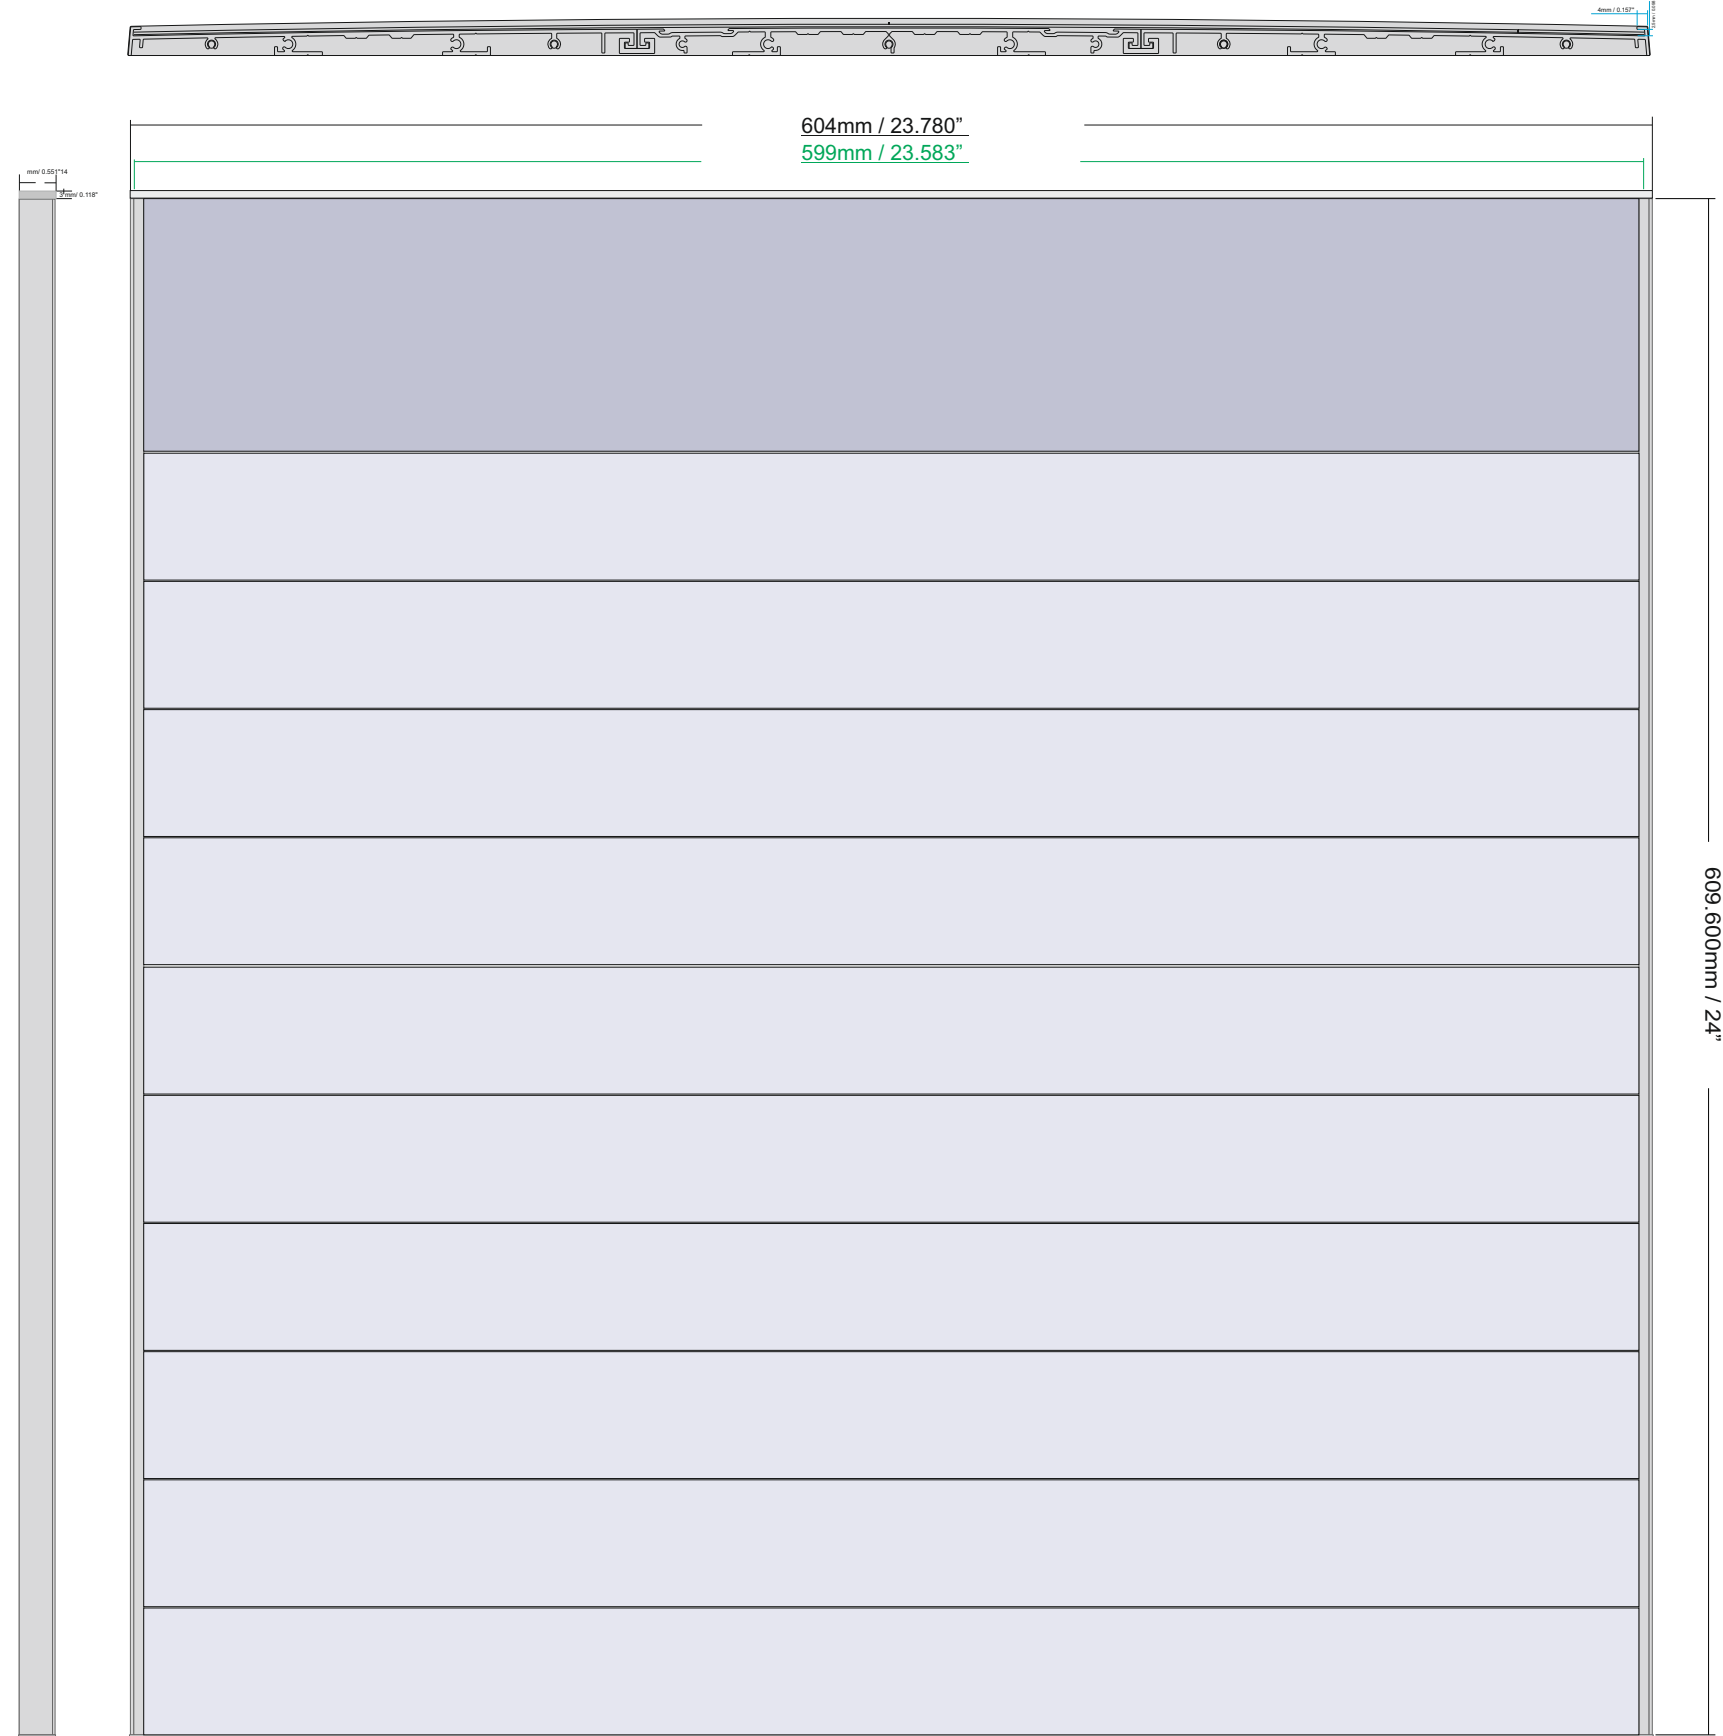 4mm / 0.157"
604mm / 23.780”
599mm / 23.583”
mm/ 0.551"14
3 mm/ 0.118"
609.600mm / 24”